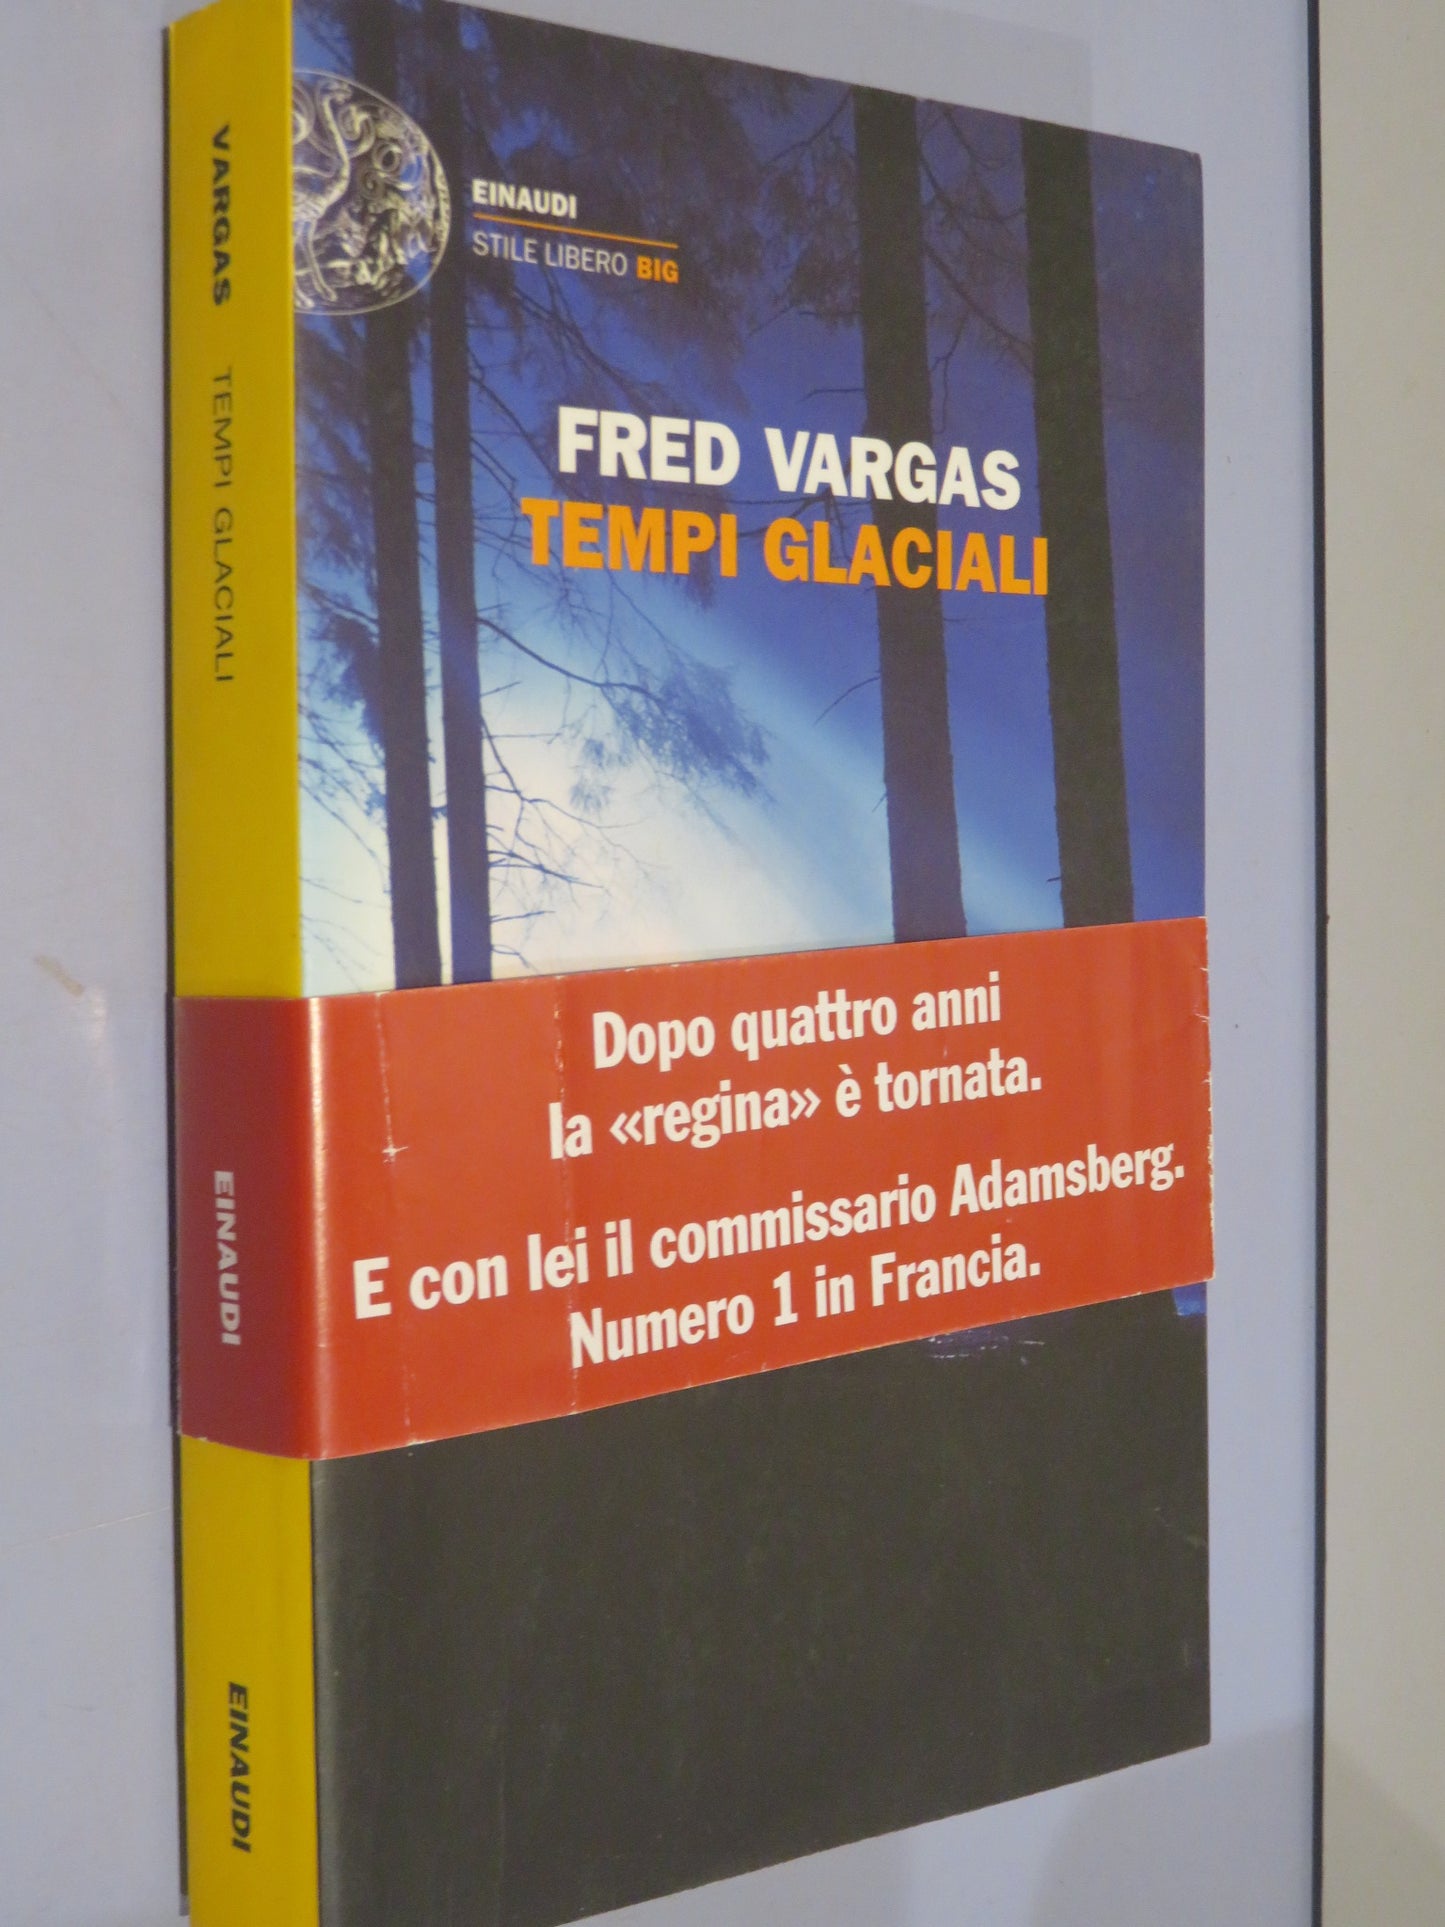 VARGAS TEMPI GLACIALI
EINAUDI
EINAUDI
EINAUDI
STILE LIBERO BIG
FRED VARGAS
TEMPI GLACIALI
Dopo quattro anni
la «regina» è tornata.
E con lei il commissario Adamsberg.
Numero 1 in Francia.